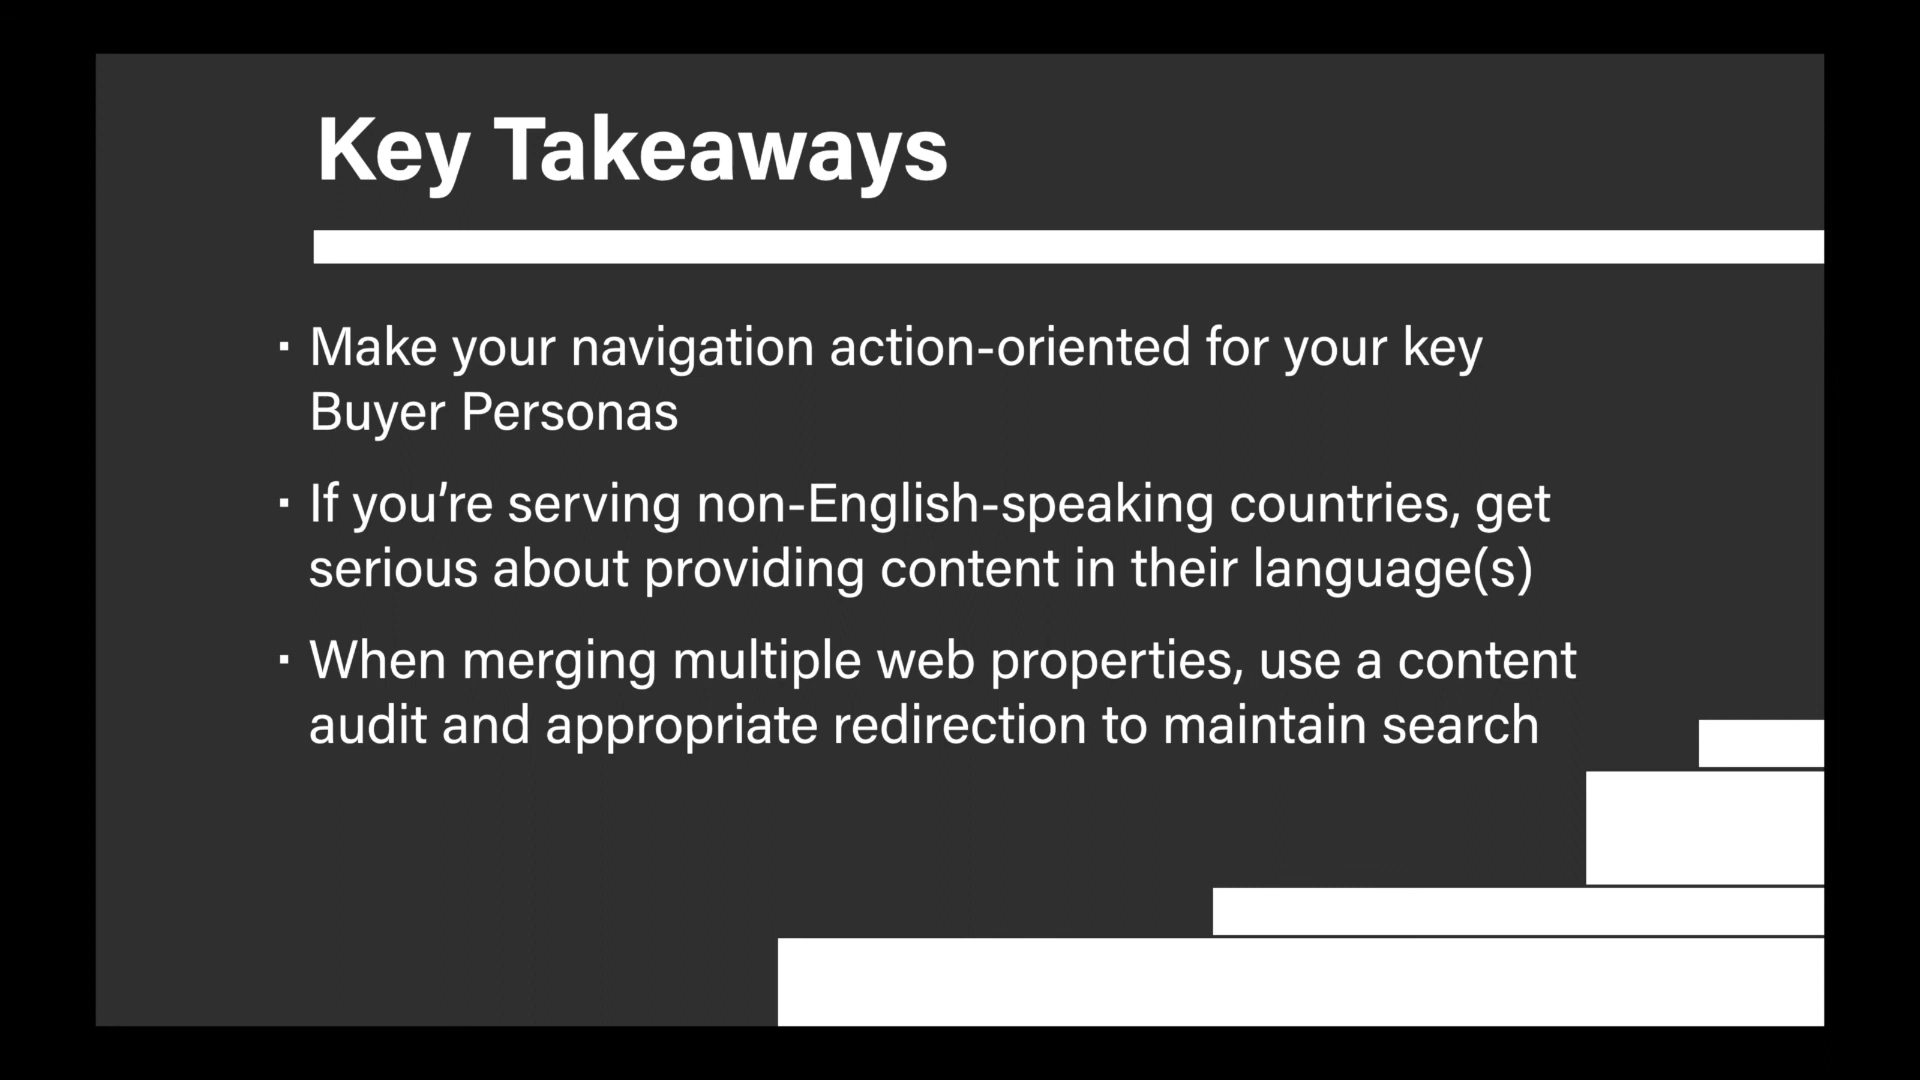 Key Takeaways
▪ Make your navigation action-oriented for your key
Buyer Personas
▪ If you’re serving non-English-speaking countries, get
serious about providing content in their language(s)
▪ When merging multiple web properties, use a content
audit and appropriate redirection to maintain search